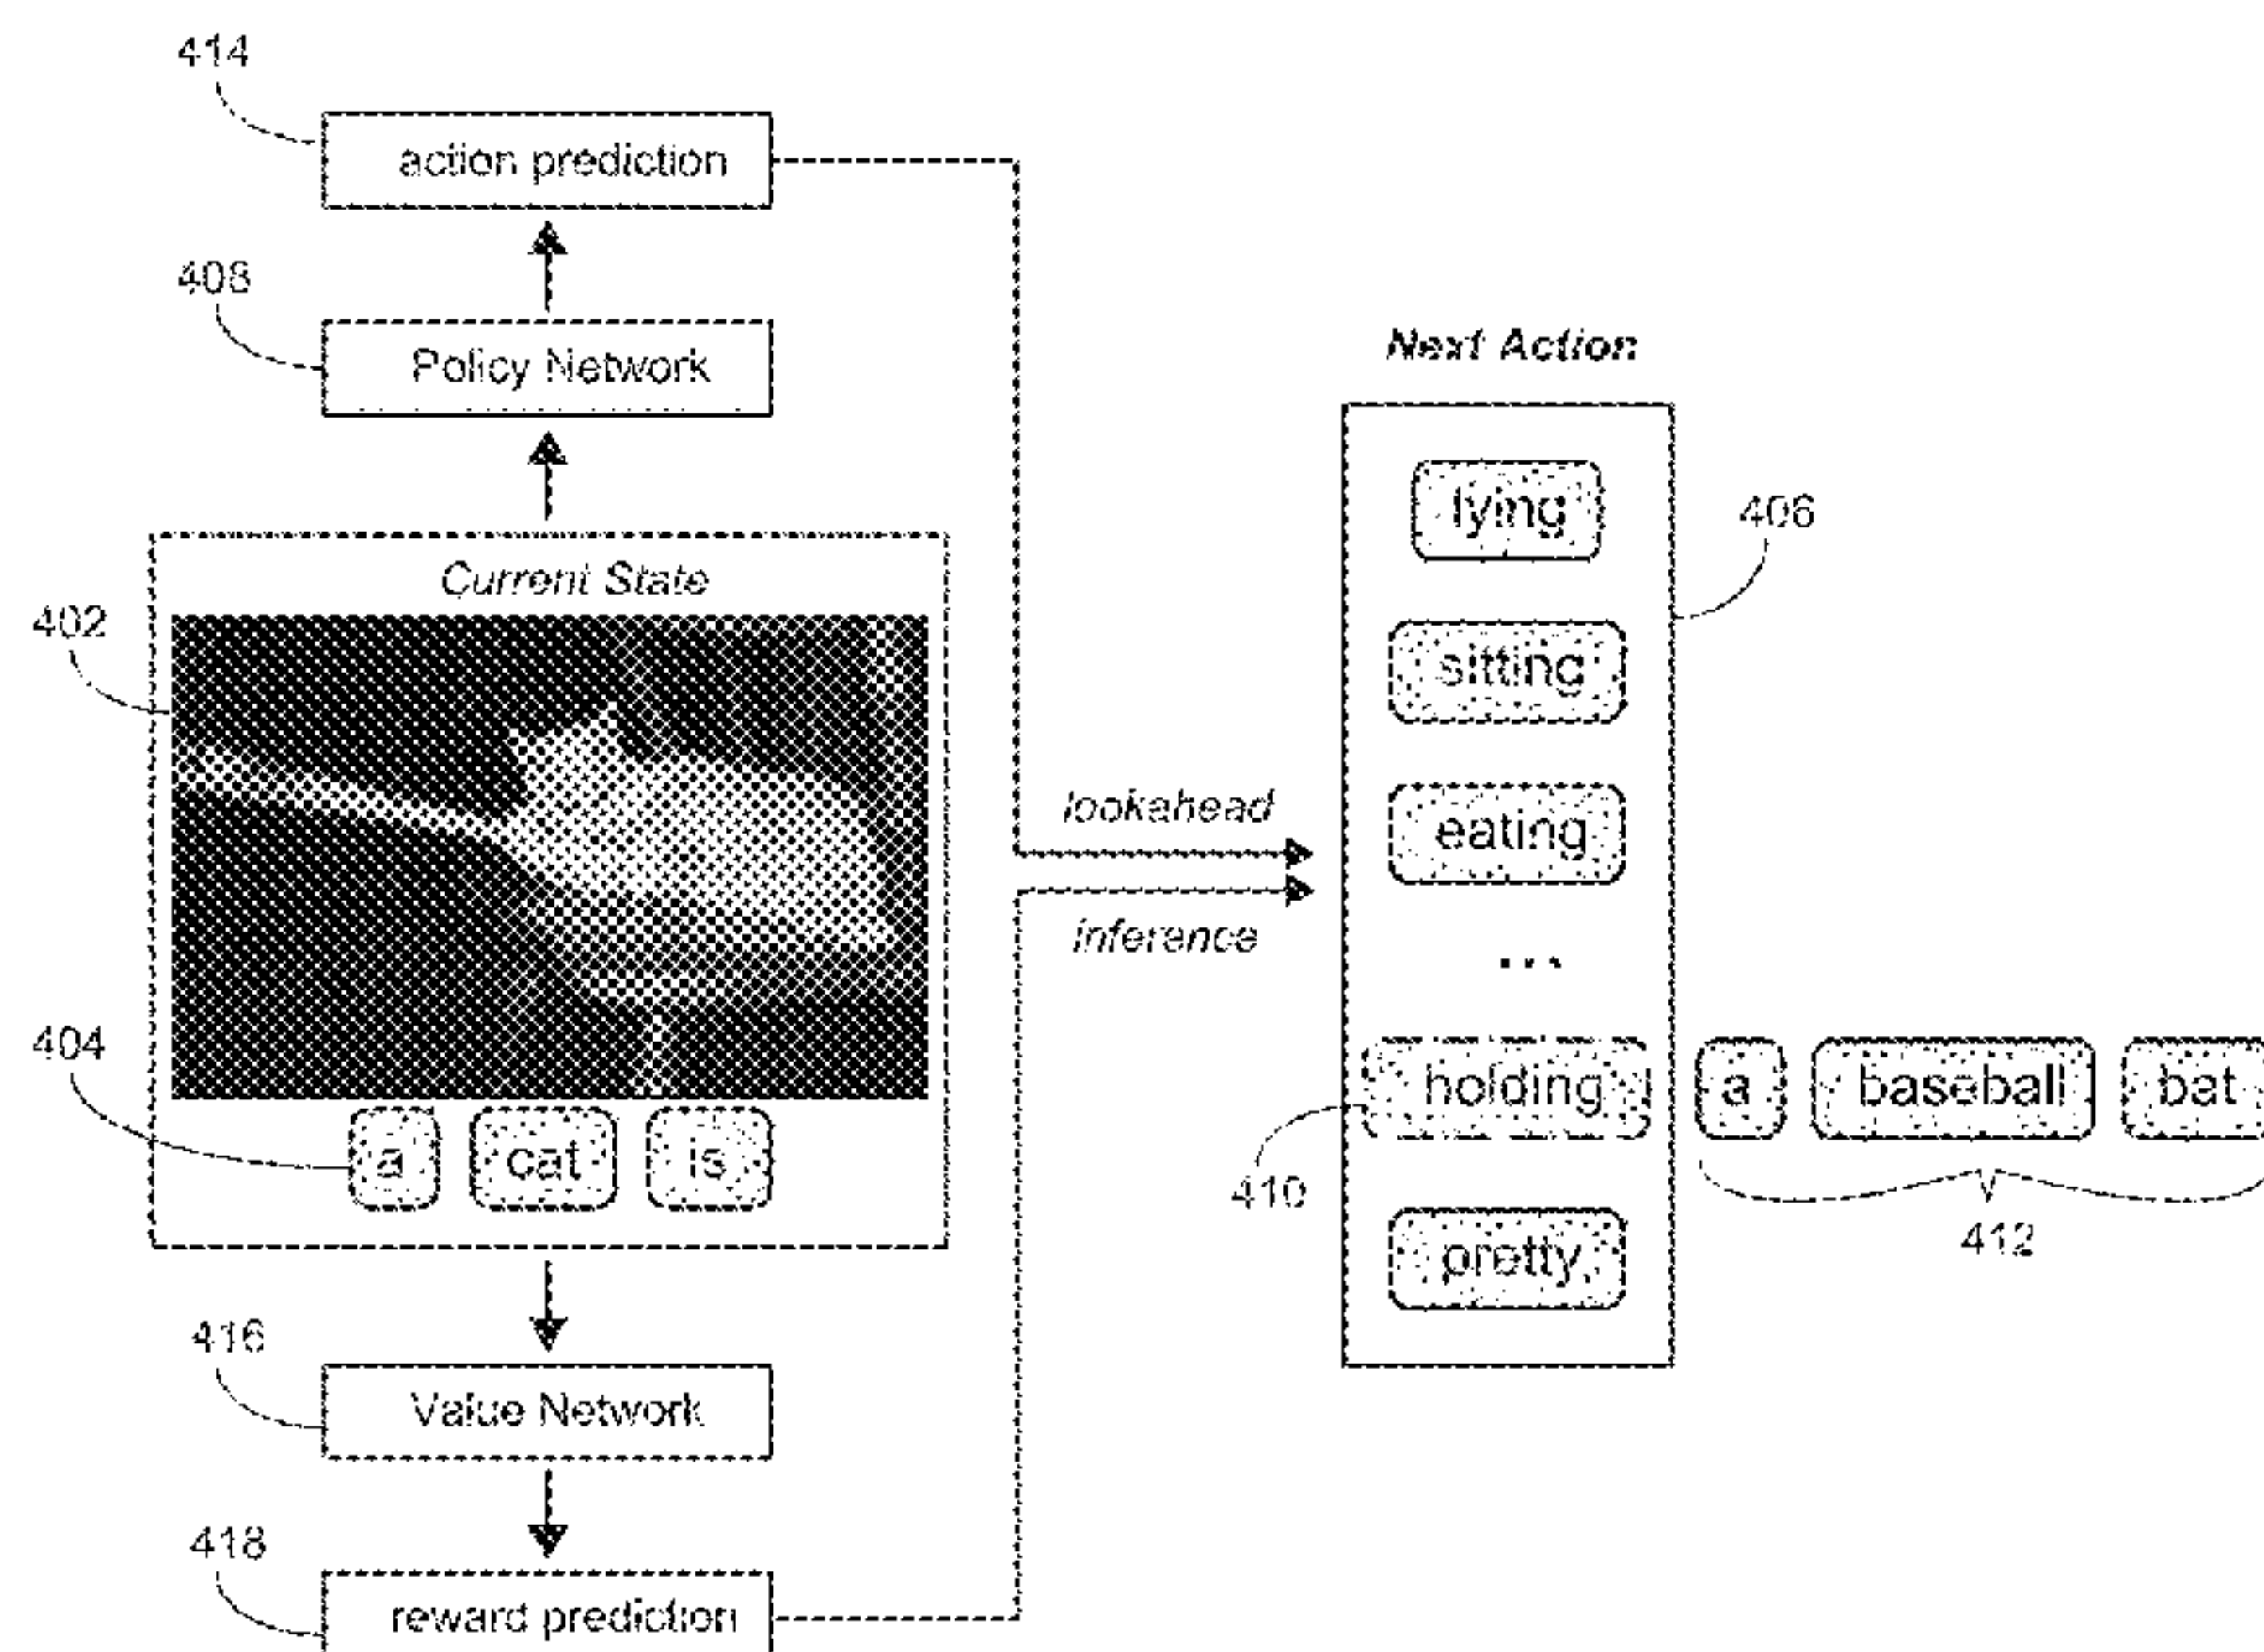 414
action prediction
408
Policy Network
Next Action
lying
406
Current State
402
sitting
lookahead
eating
inference
...
404
holding a baseball bat
a cat is
410
412
pretty
416
Value Network
418
reward prediction